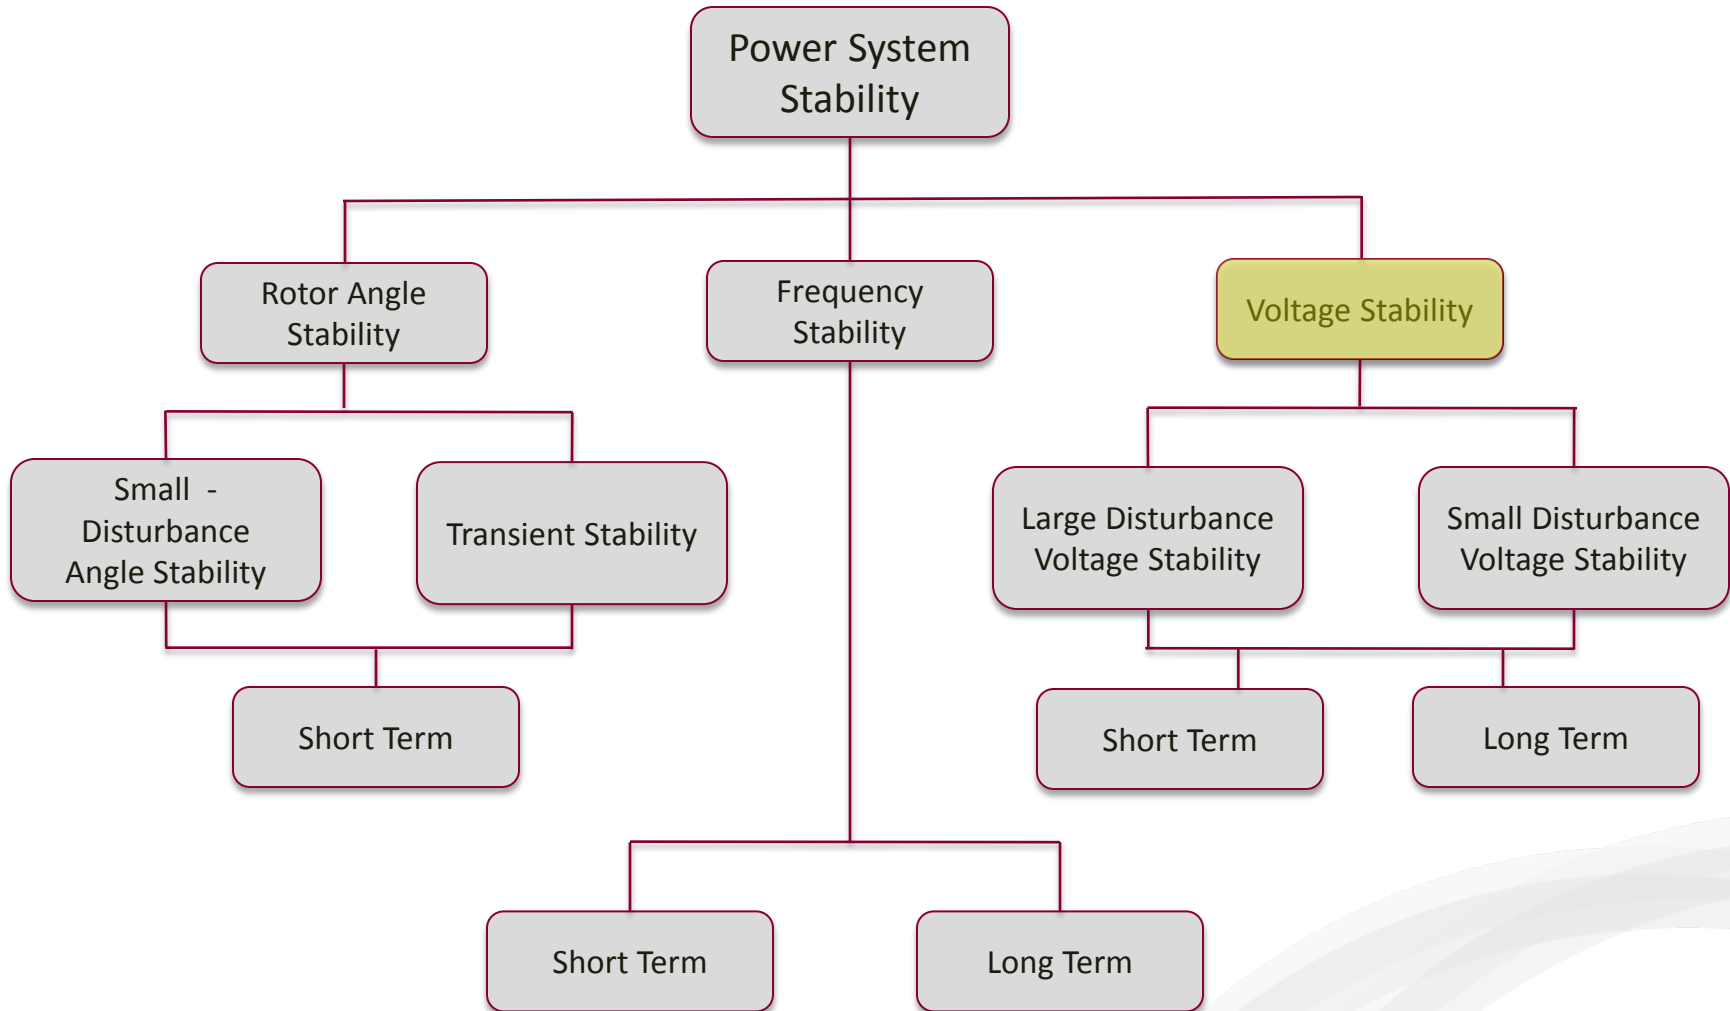 Power System
Stability
Rotor Angle
Stability
Frequency
Stability
Voltage Stability
Small -
Disturbance
Angle Stability
Transient Stability
Large Disturbance
Voltage Stability
Small Disturbance
Voltage Stability
Short Term
Short Term
Long Term
Short Term
Long Term